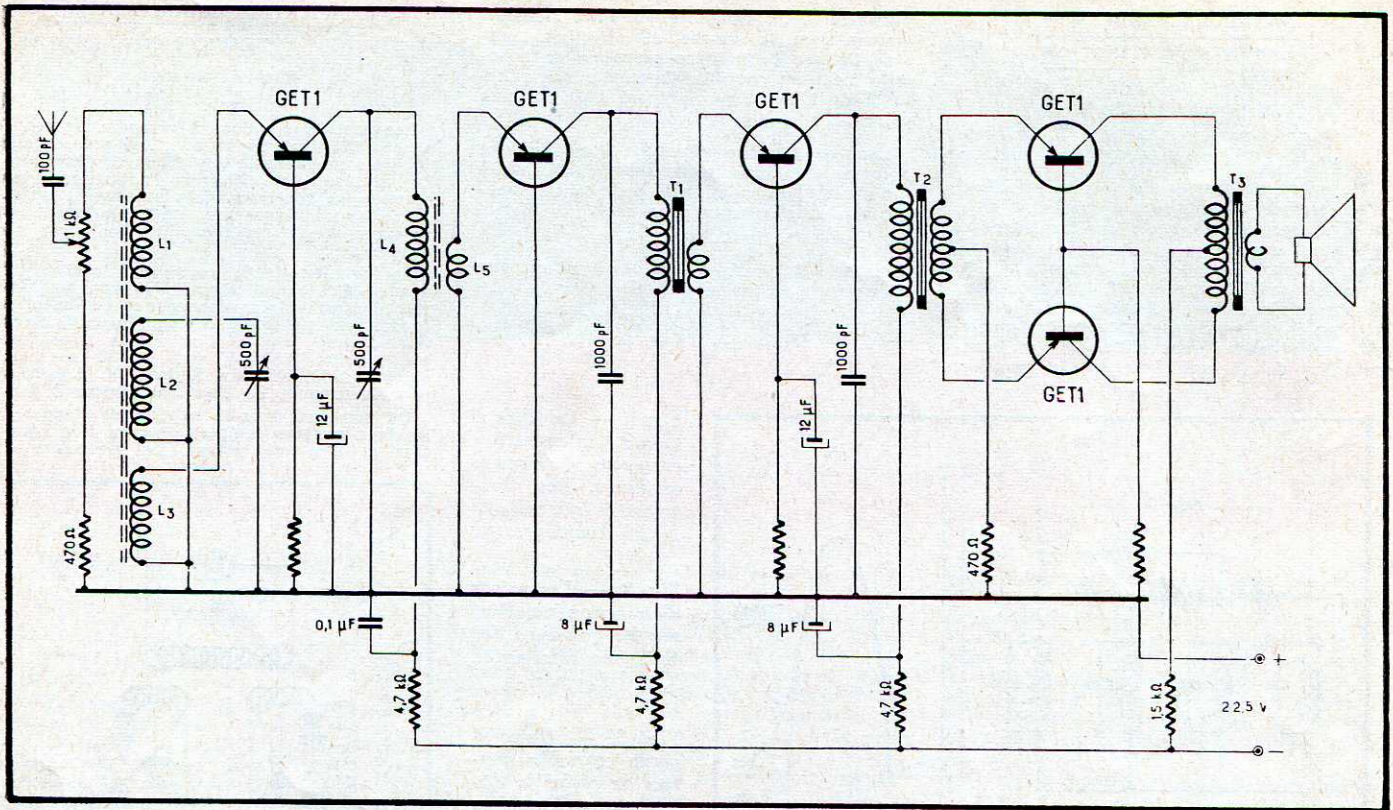 GET1
GET1
GET1
GET1
100 pF
1 kΩ
L1
L2
L3
470 Ω
500 pF
12 µF
500 pF
L4
L5
1000 pF
T1
12 µF
1000 pF
T2
470 Ω
GET1
T3
0,1 µF
8 µF
8 µF
4,7 kΩ
4,7 kΩ
4,7 kΩ
1,5 kΩ
+
22,5 V
−